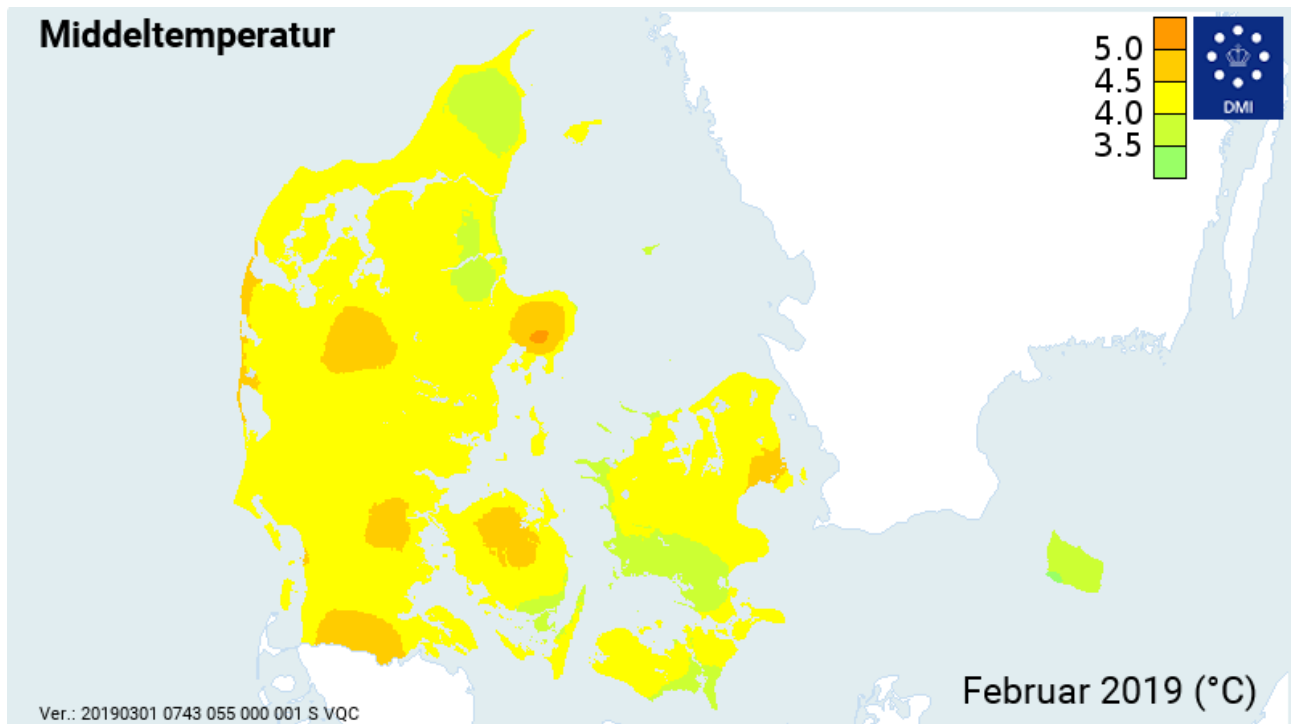 Middeltemperatur
5.0
4.5
4.0
3.5
DMI
Februar 2019 (°C)
Ver.: 20190301 0743 055 000 001 S VQC